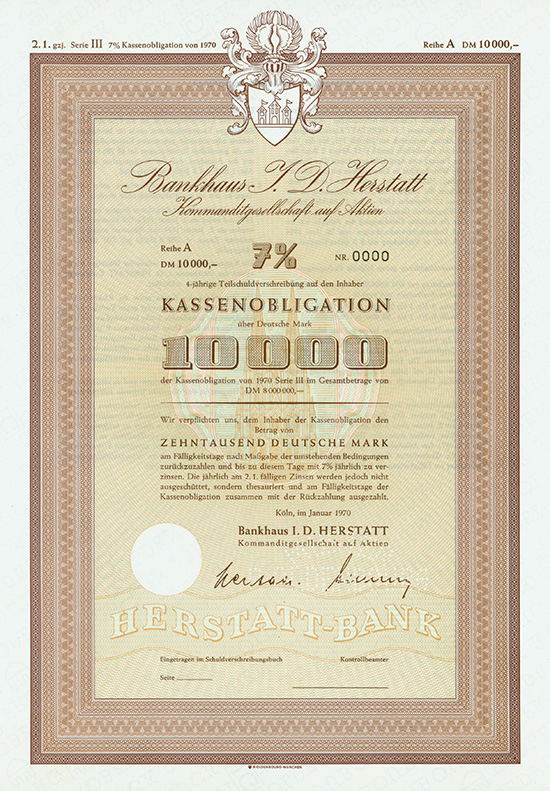 2. 1. gzj. Serie III 7% Kassenobligation von 1970
Reihe A DM 10 000,–
Bankhaus I. D. Herstatt
Kommanditgesellschaft auf Aktien
Reihe A
DM 10 000,–
7%
NR. 0000
4-jährige Teilschuldverschreibung auf den Inhaber
KASSENOBLIGATION
über Deutsche Mark
10 000
der Kassenobligation von 1970 Serie III im Gesamtbetrage von
DM 8 000 000,—
Wir verpflichten uns, dem Inhaber der Kassenobligation den
Betrag von
ZEHNTAUSEND DEUTSCHE MARK
am Fälligkeitstage nach Maßgabe der umstehenden Bedingungen
zurückzuzahlen und bis zu diesem Tage mit 7% jährlich zu ver-
zinsen. Die jährlich am 2. 1. fälligen Zinsen werden jedoch nicht
ausgeschüttet, sondern thesauriert und am Fälligkeitstage der
Kassenobligation zusammen mit der Rückzahlung ausgezahlt.
Köln, im Januar 1970
Bankhaus I. D. HERSTATT
Kommanditgesellschaft auf Aktien
HERSTATT-BANK
Eingetragen im Schuldverschreibungsbuch
Kontrollbeamter
Seite
R. OLDENBOURG MÜNCHEN